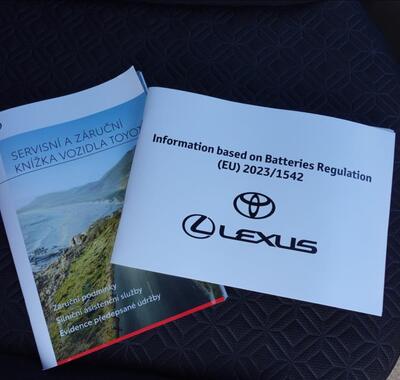 SERVISNÍ A ZÁRUČNÍ
KNÍŽKA VOZIDLA TOYOT
Záruční podmínky
Silniční asistenční služby
Evidence předepsané údržby
Information based on Batteries Regulation
(EU) 2023/1542
LEXUS